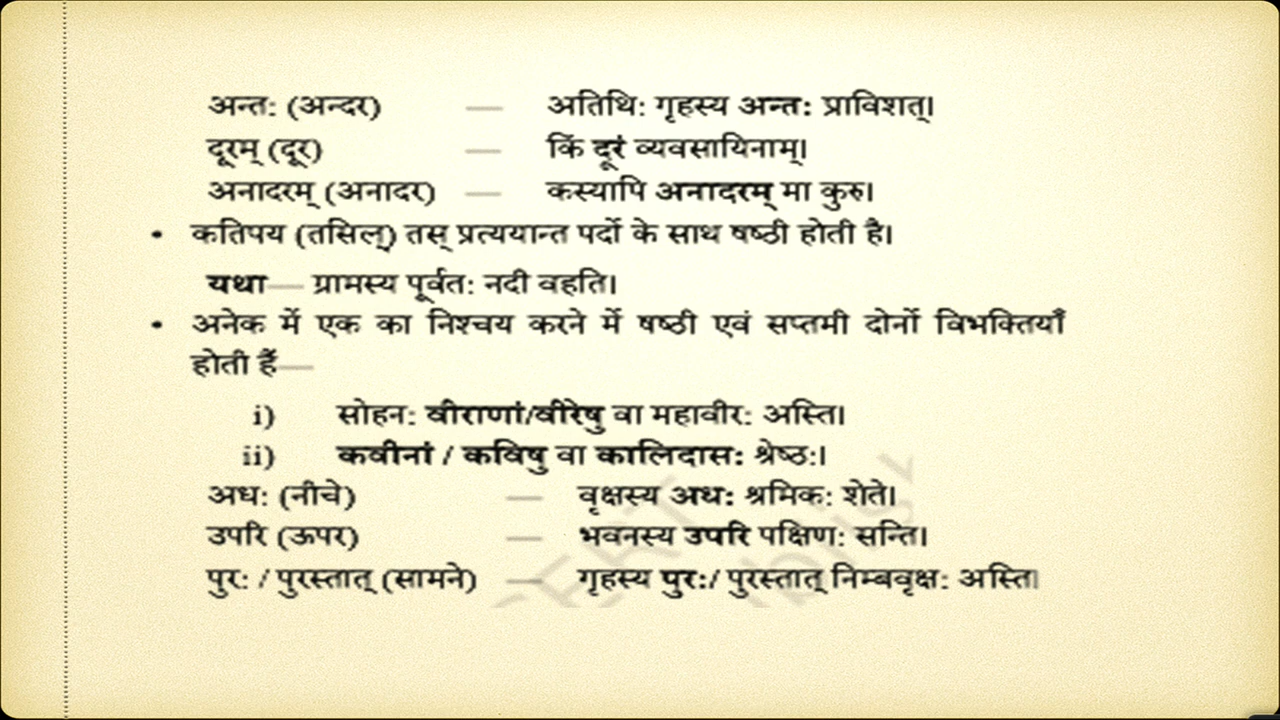 अन्तः (अन्दर) — अतिथिः गृहस्य अन्तः प्राविशत्।
दूरम् (दूर) — किं दूरं व्यवसायिनाम्।
अनादरम् (अनादर) — कस्यापि अनादरम् मा कुरु।
• कतिपय (तसिल्) तस् प्रत्ययान्त पदों के साथ षष्ठी होती है।
यथा— ग्रामस्य पूर्वतः नदी वहति।
• अनेक में एक का निश्चय करने में षष्ठी एवं सप्तमी दोनों विभक्तियाँ
होती हैं—
i) सोहनः वीराणां/वीरेषु वा महावीरः अस्ति।
ii) कवीनां / कविषु वा कालिदासः श्रेष्ठः।
अधः (नीचे) — वृक्षस्य अधः श्रमिकः शेते।
उपरि (ऊपर) — भवनस्य उपरि पक्षिणः सन्ति।
पुरः / पुरस्तात् (सामने) — गृहस्य पुरः/ पुरस्तात् निम्बवृक्षः अस्ति।